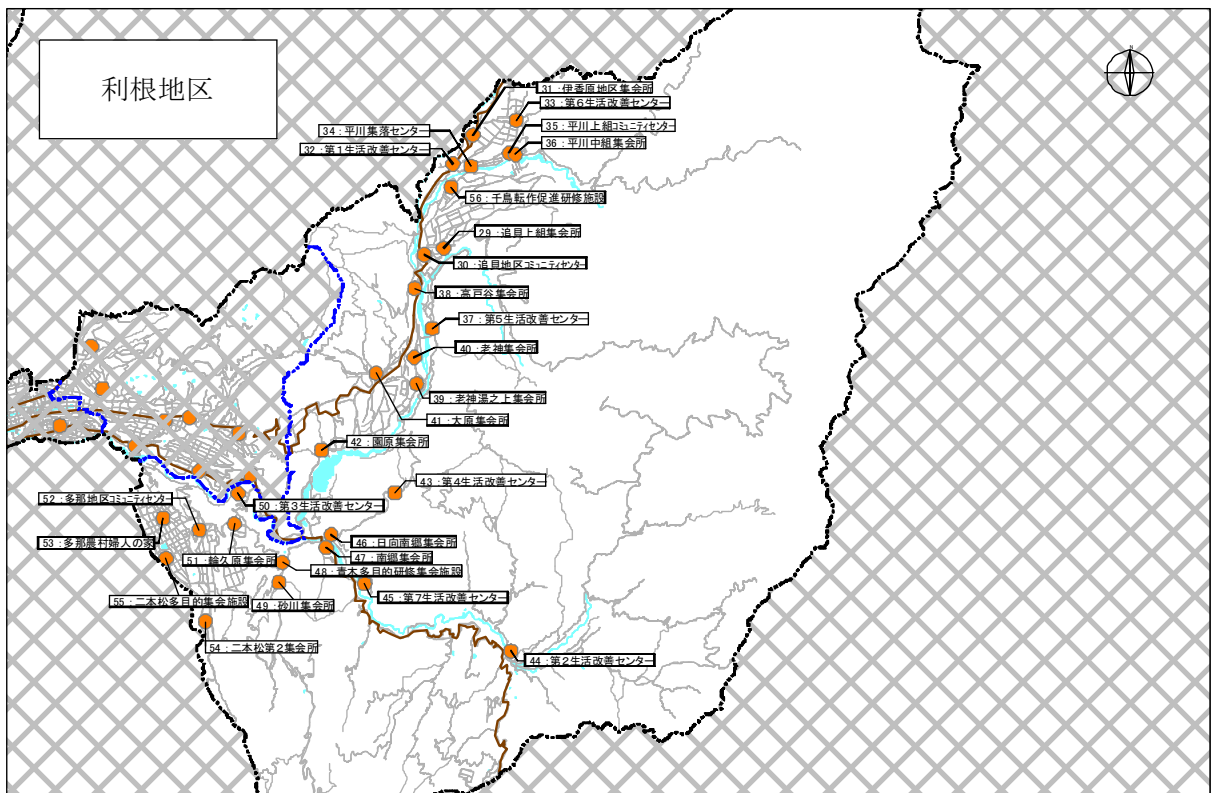 利根地区
N
31：伊香原地区集会所
33：第6生活改善センター
34：平川集落センター
35：平川上組コミュニティセンター
32：第1生活改善センター
36：平川中組集会所
56：千鳥転作促進研修施設
29：追貝上組集会所
30：追貝地区コミュニティセンター
38：高戸谷集会所
37：第5生活改善センター
40：老神集会所
39：老神湯之上集会所
41：大原集会所
42：園原集会所
43：第4生活改善センター
52：多那地区コミュニティセンター
50：第3生活改善センター
53：多那農村婦人の家
46：日向南郷集会所
47：南郷集会所
51：輪久原集会所
48：青木多目的研修集会施設
45：第7生活改善センター
55：二本松多目的集会施設
49：砂川集会所
54：二本松第2集会所
44：第2生活改善センター